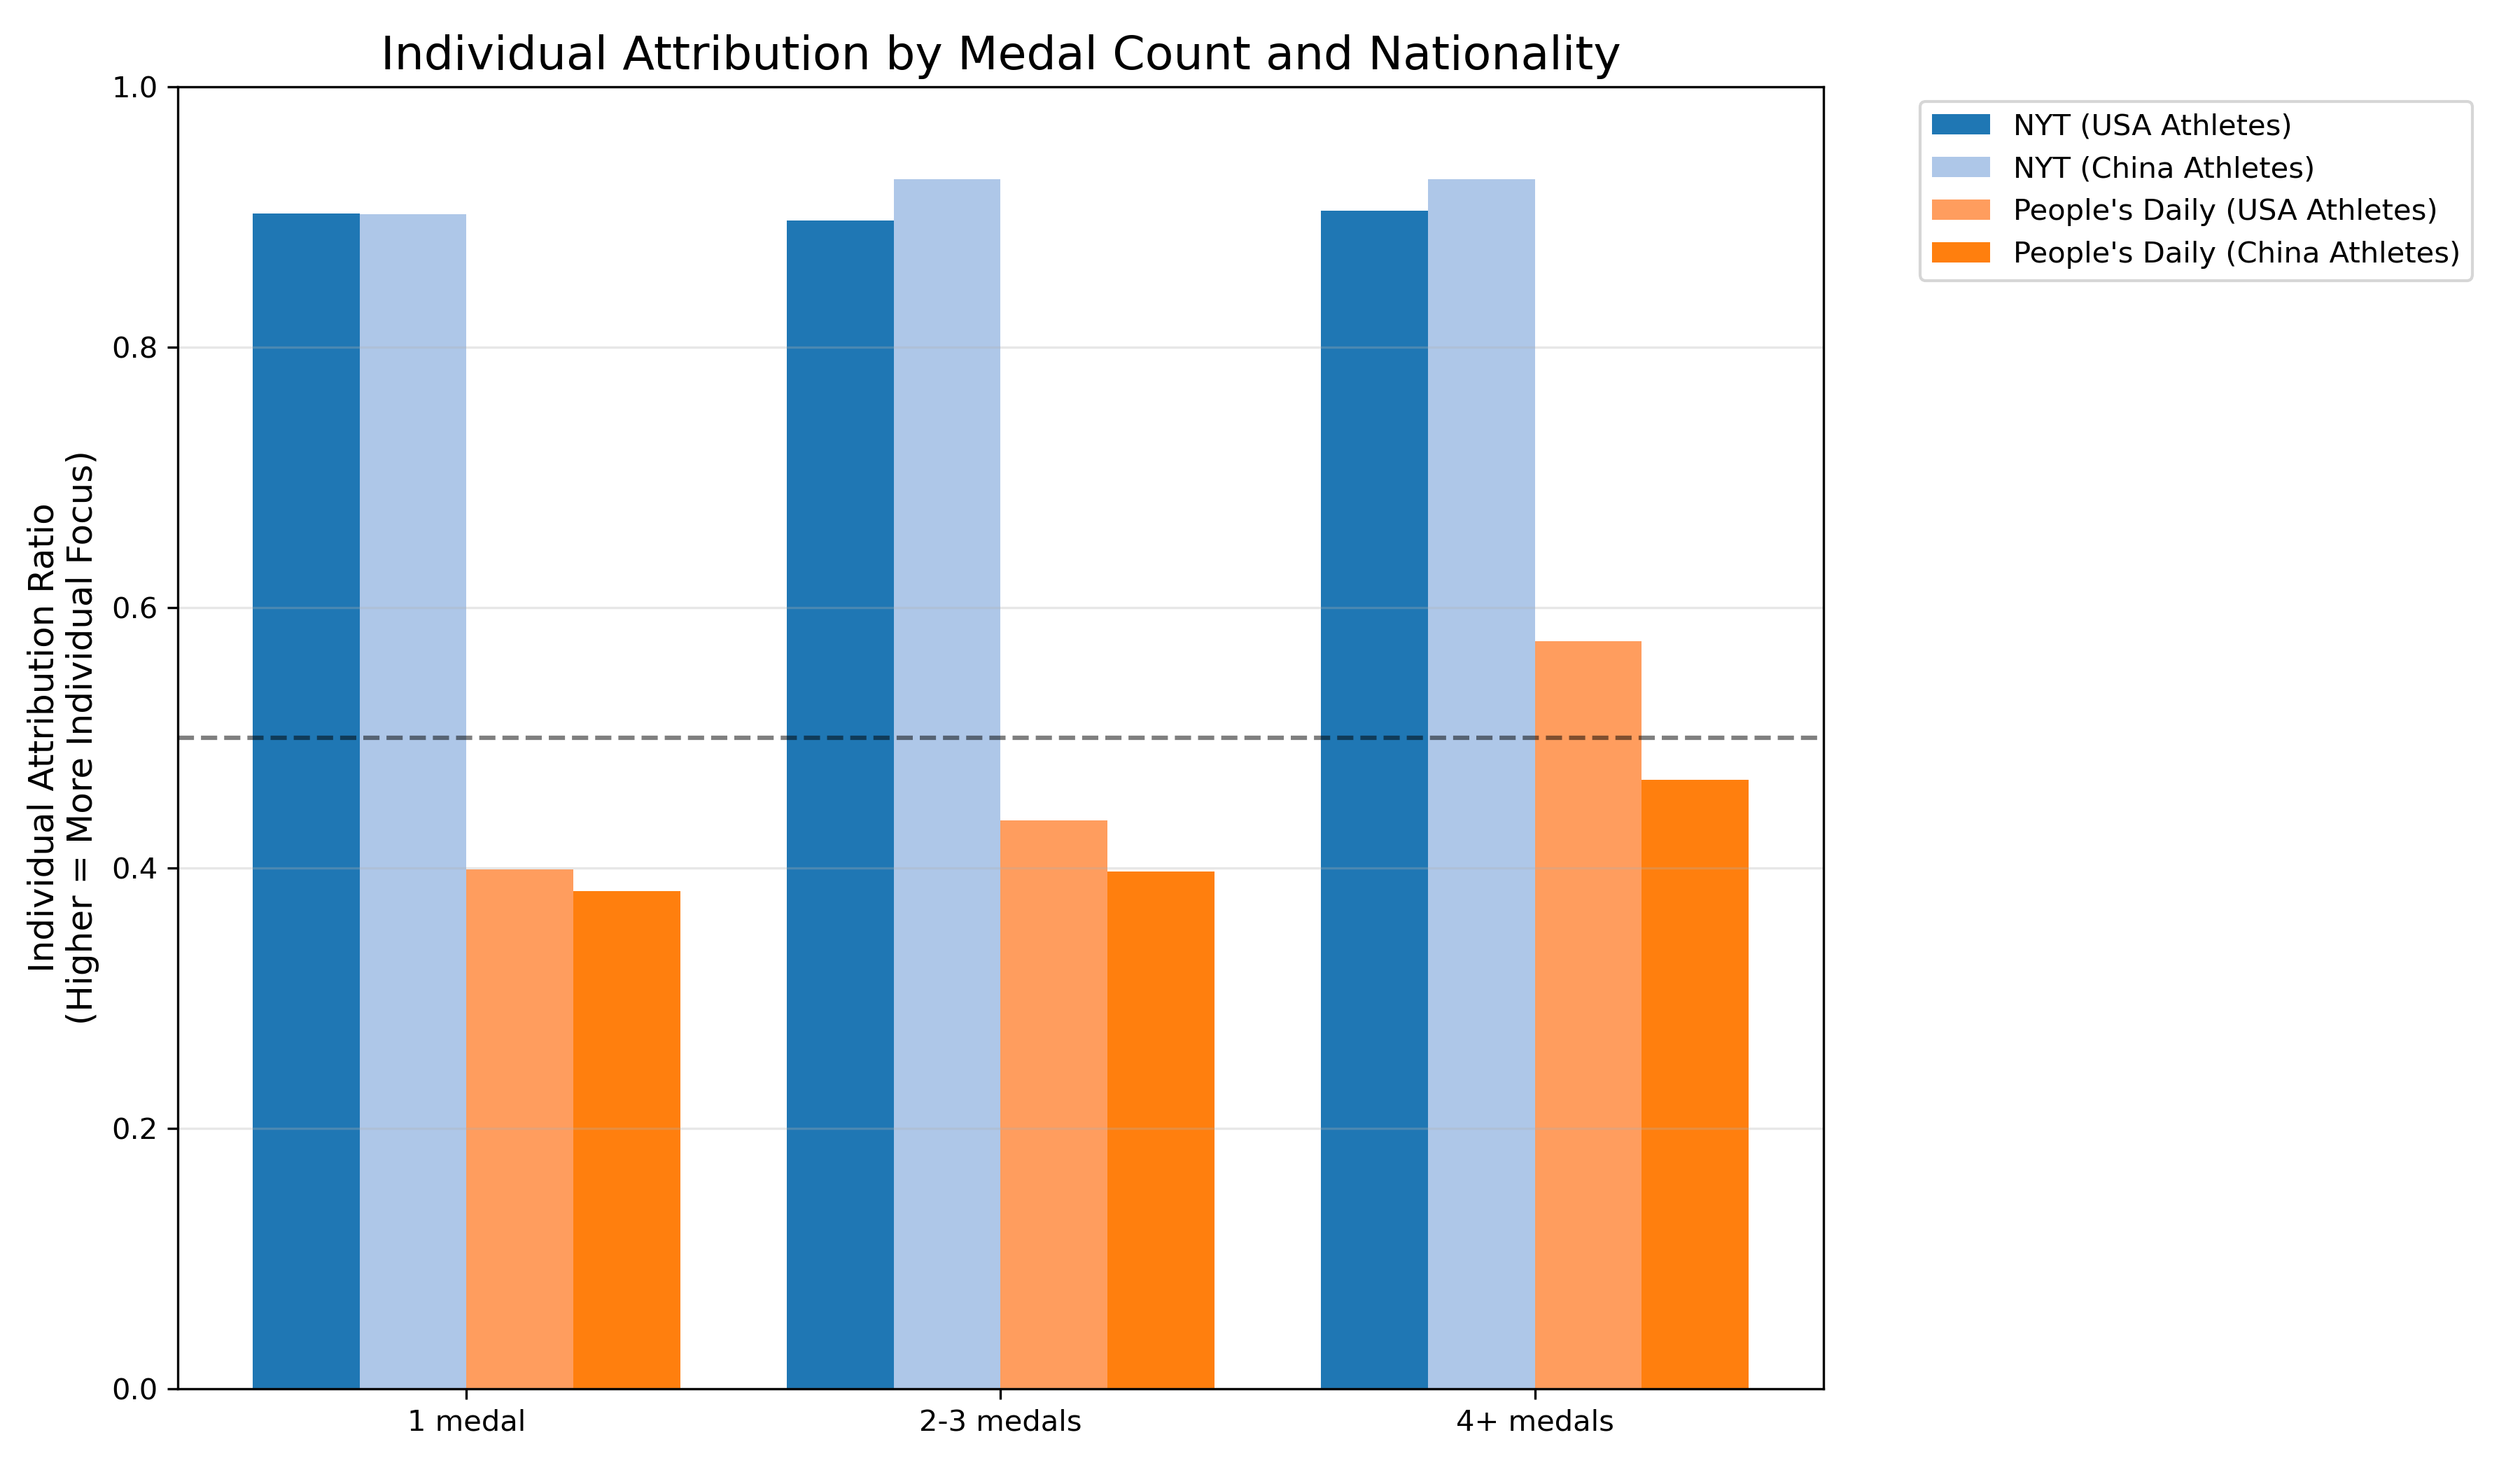 Individual Attribution by Medal Count and Nationality
Individual Attribution Ratio
(Higher = More Individual Focus)
1.0
0.8
0.6
0.4
0.2
0.0
1 medal
2-3 medals
4+ medals
NYT (USA Athletes)
NYT (China Athletes)
People's Daily (USA Athletes)
People's Daily (China Athletes)